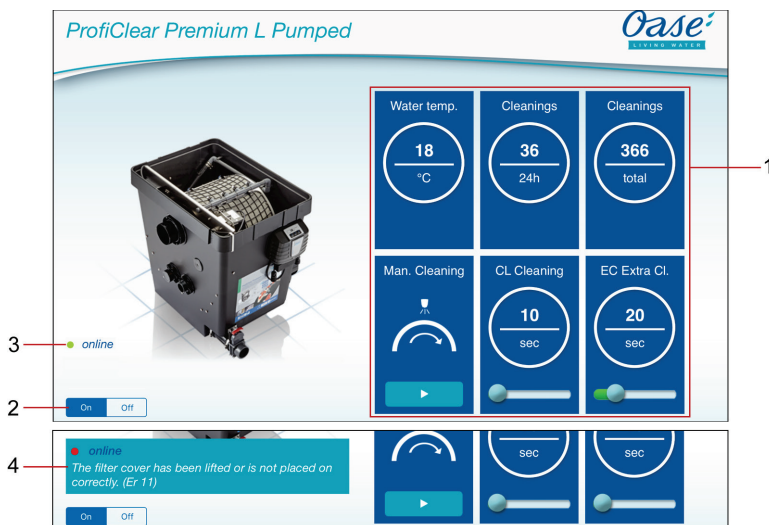 ProfiClear Premium L Pumped
Oase
LIVING WATER
Water temp.
18
°C
Cleanings
36
24h
Cleanings
366
total
1
Man. Cleaning
CL Cleaning
10
sec
EC Extra Cl.
20
sec
3
online
2
On Off
4
online
The filter cover has been lifted or is not placed on
correctly. (Er 11)
sec
sec
On Off